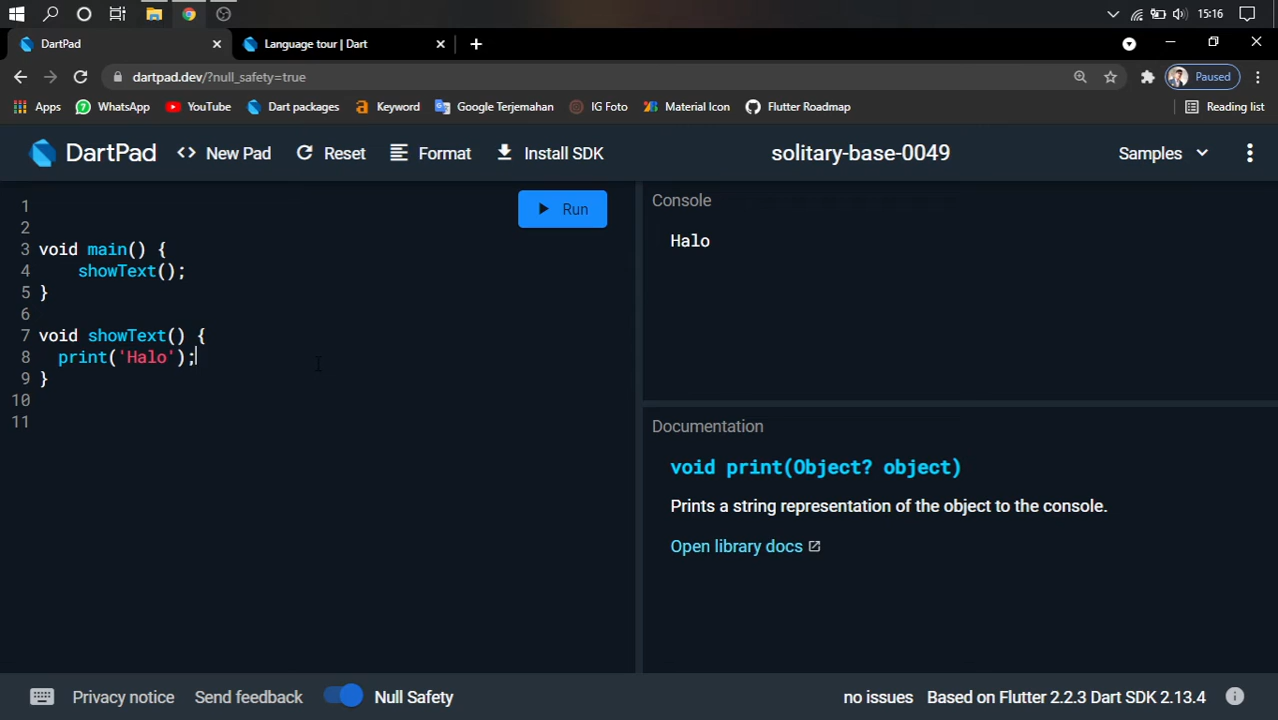 15:16
DartPad
Language tour | Dart
dartpad.dev/?null_safety=true
Paused
Apps
WhatsApp
YouTube
Dart packages
Keyword
Google Terjemahan
IG Foto
Material Icon
Flutter Roadmap
Reading list
DartPad
<> New Pad
Reset
Format
Install SDK
solitary-base-0049
Samples
Run
1
2
3 void main() {
4 showText();
5 }
6
7 void showText() {
8 print('Halo');
9 }
10
11
Console
Halo
Documentation
void print(Object? object)
Prints a string representation of the object to the console.
Open library docs
Privacy notice
Send feedback
Null Safety
no issues
Based on Flutter 2.2.3 Dart SDK 2.13.4